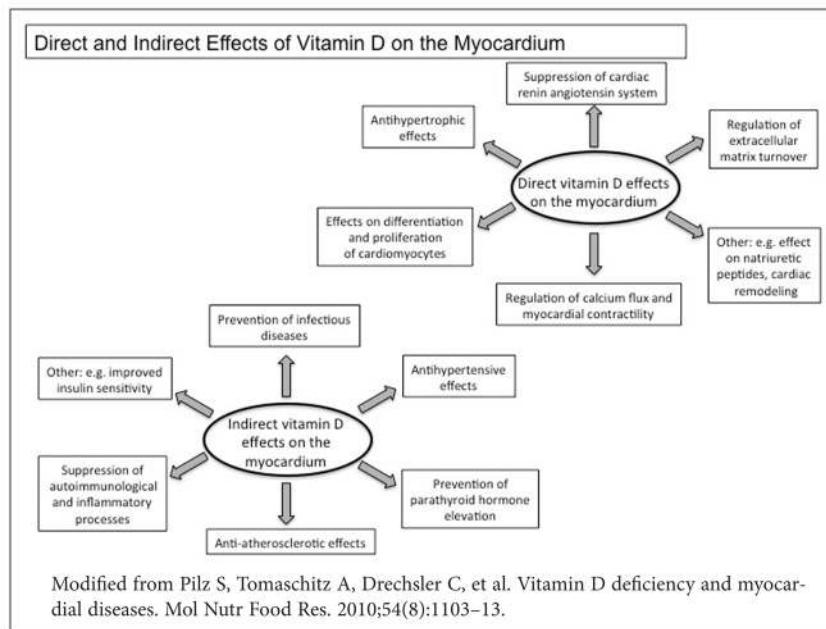 Direct and Indirect Effects of Vitamin D on the Myocardium
Suppression of cardiac
renin angiotensin system
Antihypertrophic
effects
Regulation of
extracellular
matrix turnover
Direct vitamin D effects
on the myocardium
Effects on differentiation
and proliferation
of cardiomyocytes
Other: e.g. effect
on natriuretic
peptides, cardiac
remodeling
Regulation of calcium flux and
myocardial contractility
Prevention of infectious
diseases
Other: e.g. improved
insulin sensitivity
Antihypertensive
effects
Indirect vitamin D
effects on the
myocardium
Suppression of
autoimmunological
and inflammatory
processes
Prevention of
parathyroid hormone
elevation
Anti-atherosclerotic effects
Modified from Pilz S, Tomaschitz A, Drechsler C, et al. Vitamin D deficiency and myocar-
dial diseases. Mol Nutr Food Res. 2010;54(8):1103–13.